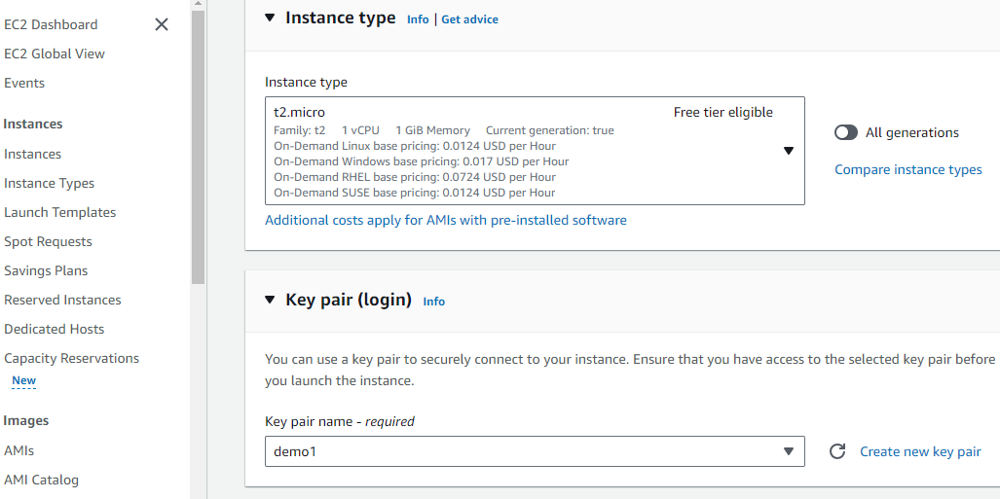 EC2 Dashboard
EC2 Global View
Events
Instances
Instances
Instance Types
Launch Templates
Spot Requests
Savings Plans
Reserved Instances
Dedicated Hosts
Capacity Reservations
New
Images
AMIs
AMI Catalog
Instance type Info | Get advice
Instance type
t2.micro Free tier eligible
Family: t2 1 vCPU 1 GiB Memory Current generation: true
On-Demand Linux base pricing: 0.0124 USD per Hour
On-Demand Windows base pricing: 0.017 USD per Hour
On-Demand RHEL base pricing: 0.0724 USD per Hour
On-Demand SUSE base pricing: 0.0124 USD per Hour
All generations
Compare instance types
Additional costs apply for AMIs with pre-installed software
Key pair (login) Info
You can use a key pair to securely connect to your instance. Ensure that you have access to the selected key pair before
you launch the instance.
Key pair name - required
demo1
Create new key pair